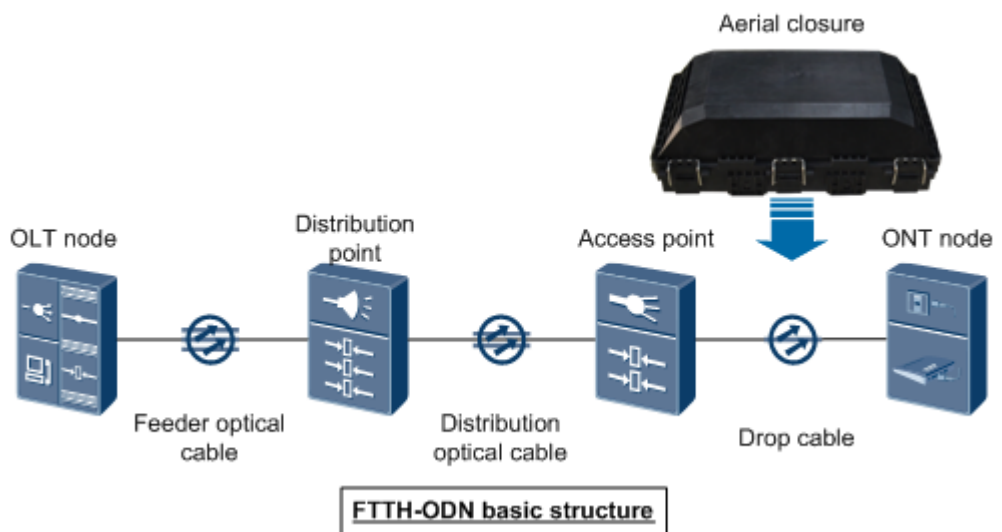 Aerial closure
OLT node
Distribution
point
Access point
ONT node
Feeder optical
cable
Distribution
optical cable
Drop cable
FTTH-ODN basic structure